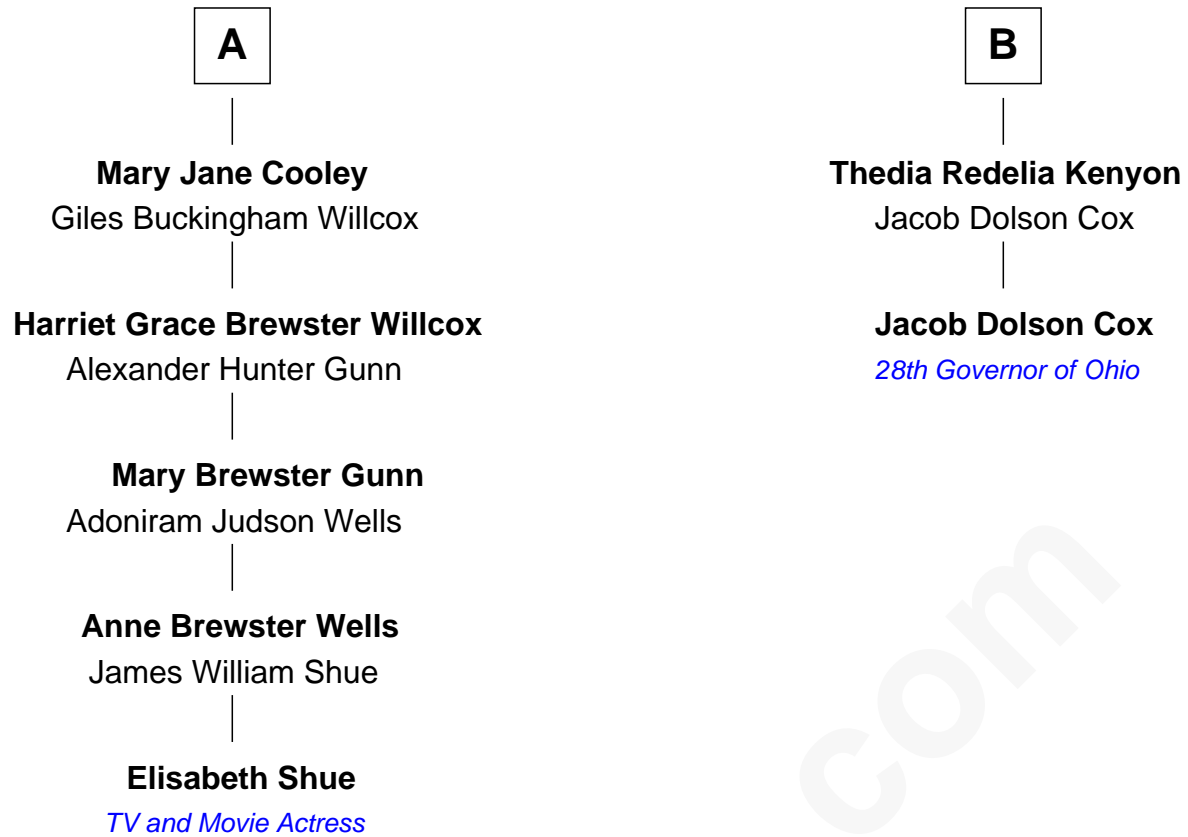 A
Mary Jane Cooley
Giles Buckingham Willcox
Harriet Grace Brewster Willcox
Alexander Hunter Gunn
Mary Brewster Gunn
Adoniram Judson Wells
Anne Brewster Wells
James William Shue
Elisabeth Shue
TV and Movie Actress
B
Thedia Redelia Kenyon
Jacob Dolson Cox
Jacob Dolson Cox
28th Governor of Ohio
com